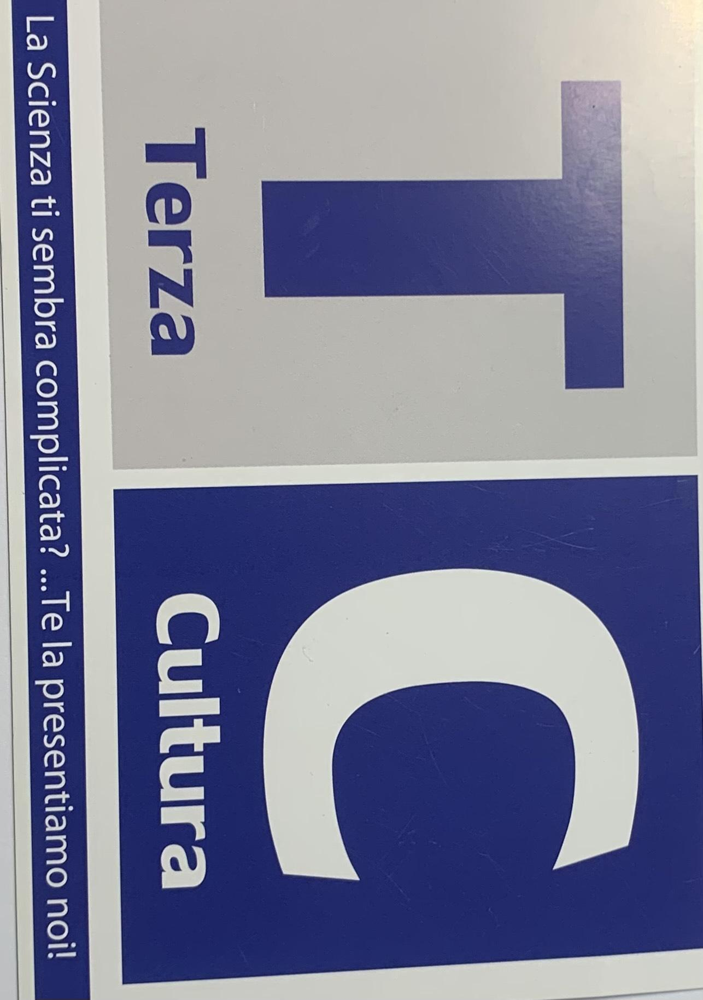 T C
Terza Cultura
La Scienza ti sembra complicata? ...Te la presentiamo noi!